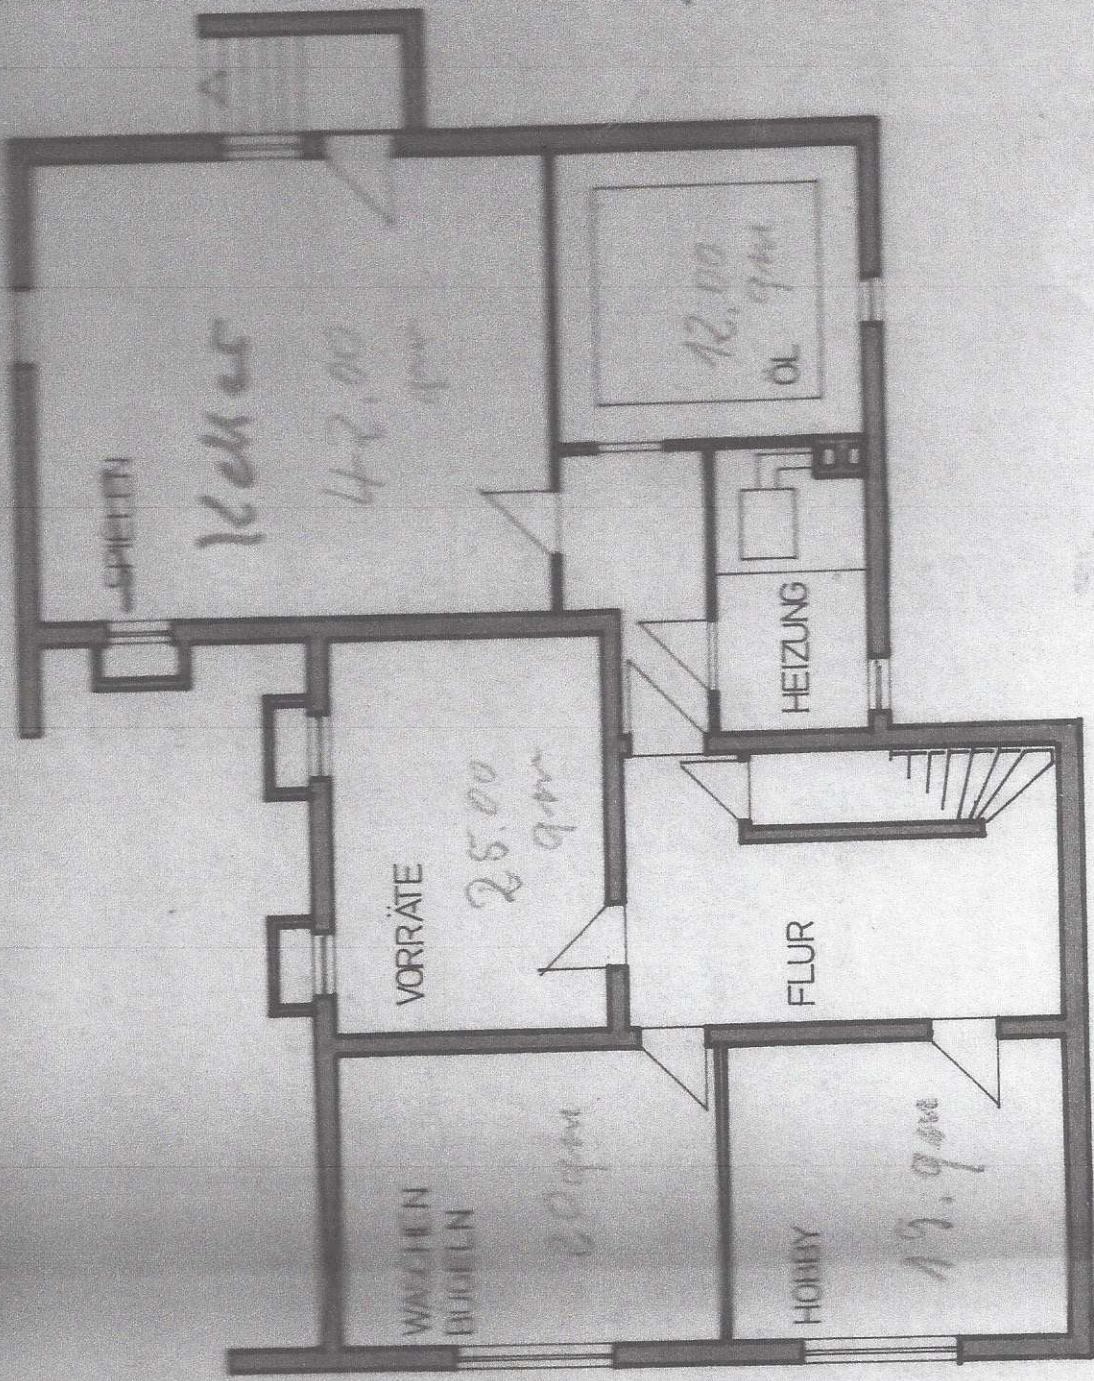 SPIELEN
Keller
42.00
qm
12.00
qm
ÖL
HEIZUNG
VORRÄTE
25.00
qm
FLUR
WASCHEN
BÜGELN
20 qm
HOBBY
19. qm